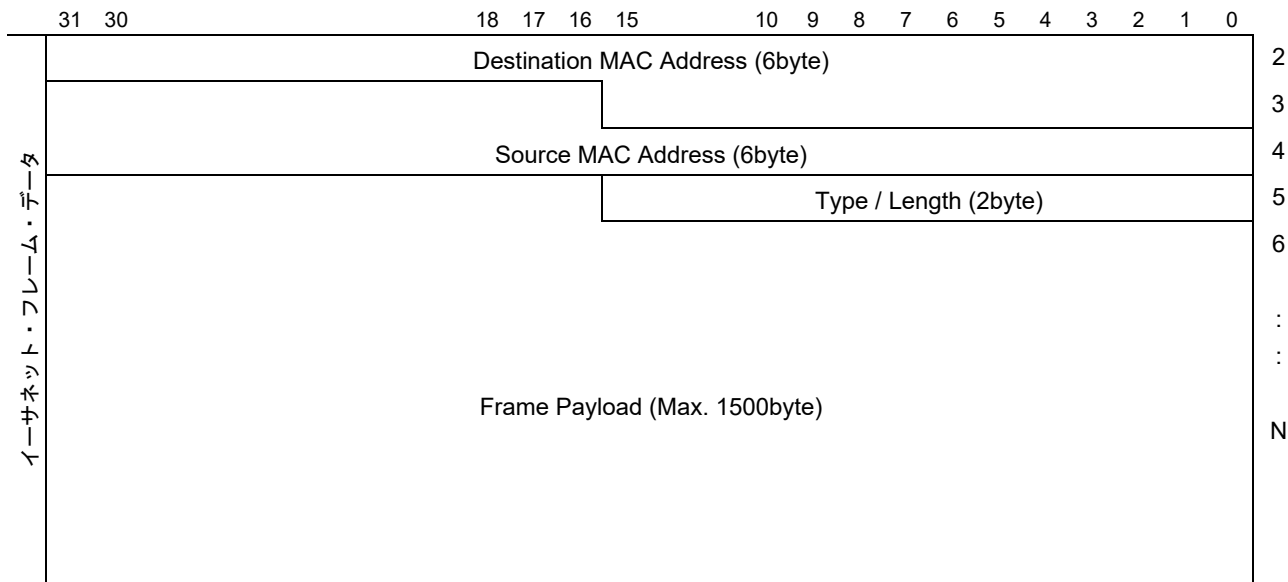 31 30 18 17 16 15 10 9 8 7 6 5 4 3 2 1 0
Destination MAC Address (6byte) 2
3
Source MAC Address (6byte) 4
Type / Length (2byte) 5
6
:
:
Frame Payload (Max. 1500byte)
N
イーサネット・フレーム・データ